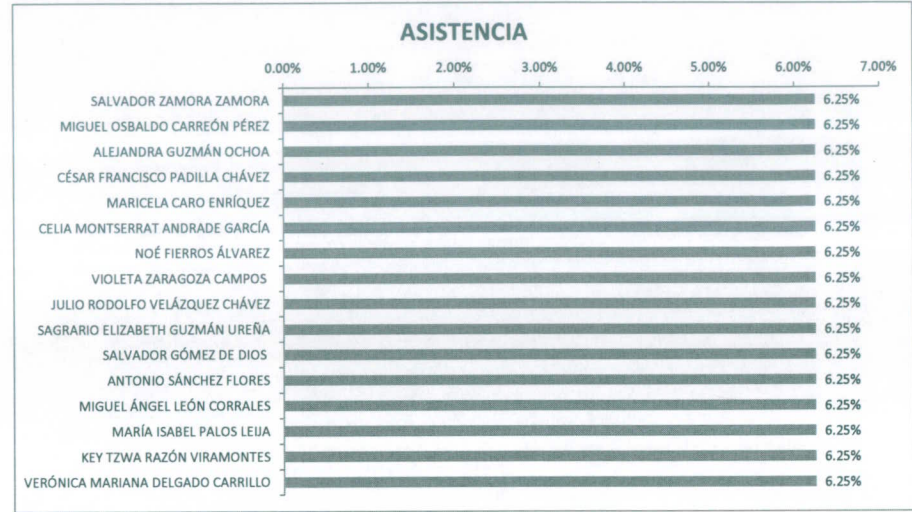 ASISTENCIA
0.00% 1.00% 2.00% 3.00% 4.00% 5.00% 6.00% 7.00%
SALVADOR ZAMORA ZAMORA 6.25%
MIGUEL OSBALDO CARREÓN PÉREZ 6.25%
ALEJANDRA GUZMÁN OCHOA 6.25%
CÉSAR FRANCISCO PADILLA CHÁVEZ 6.25%
MARICELA CARO ENRÍQUEZ 6.25%
CELIA MONTSERRAT ANDRADE GARCÍA 6.25%
NOÉ FIERROS ÁLVAREZ 6.25%
VIOLETA ZARAGOZA CAMPOS 6.25%
JULIO RODOLFO VELÁZQUEZ CHÁVEZ 6.25%
SAGRARIO ELIZABETH GUZMÁN UREÑA 6.25%
SALVADOR GÓMEZ DE DIOS 6.25%
ANTONIO SÁNCHEZ FLORES 6.25%
MIGUEL ÁNGEL LEÓN CORRALES 6.25%
MARÍA ISABEL PALOS LEIJA 6.25%
KEY TZWA RAZÓN VIRAMONTES 6.25%
VERÓNICA MARIANA DELGADO CARRILLO 6.25%